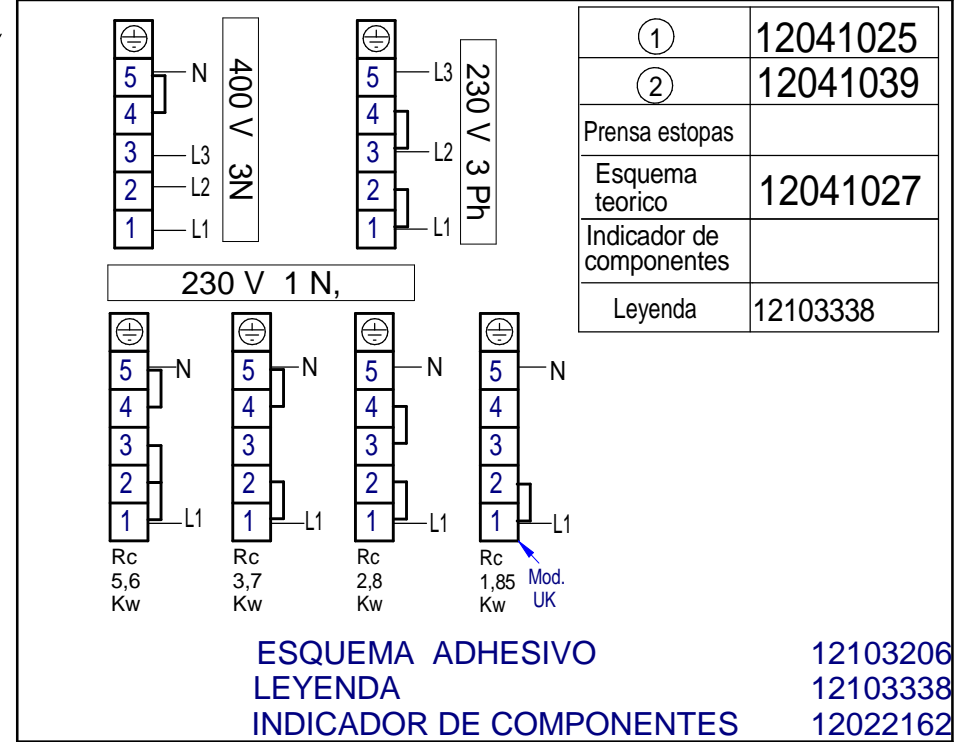 5 N
4
3 L3
2 L2
1 L1
400 V 3N
5 L3
4
3 L2
2
1 L1
230 V 3 Ph
1 12041025
2 12041039
Prensa estopas
Esquema
teorico 12041027
Indicador de
componentes
Leyenda 12103338
230 V 1 N,
5 N
4
3
2
1 L1
Rc
5,6
Kw
5 N
4
3
2
1 L1
Rc
3,7
Kw
5 N
4
3
2
1 L1
Rc
2,8
Kw
5 N
4
3
2
1 L1
Rc
1,85
Kw
Mod.
UK
ESQUEMA ADHESIVO 12103206
LEYENDA 12103338
INDICADOR DE COMPONENTES 12022162